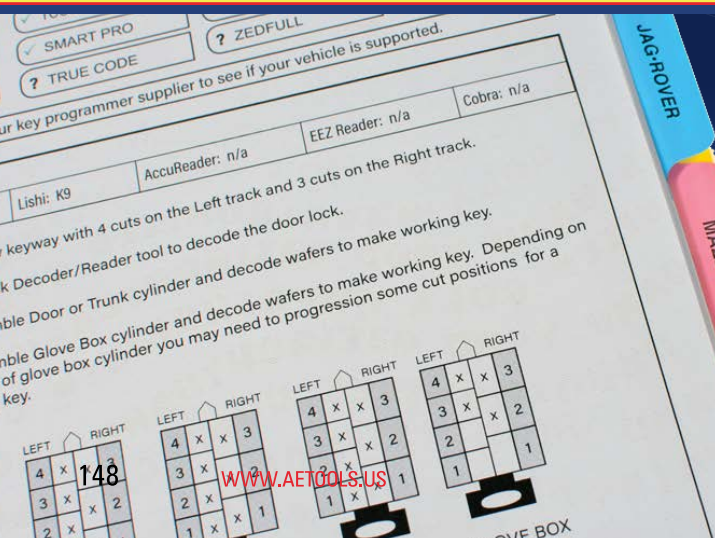 SMART PRO
? ZEDFULL
? TRUE CODE
ur key programmer supplier to see if your vehicle is supported.
Lishi: K9
AccuReader: n/a
EEZ Reader: n/a
Cobra: n/a
keyway with 4 cuts on the Left track and 3 cuts on the Right track.
k Decoder/Reader tool to decode the door lock.
ble Door or Trunk cylinder and decode wafers to make working key.
mble Glove Box cylinder and decode wafers to make working key. Depending on
of glove box cylinder you may need to progression some cut positions for a
key.
LEFT RIGHT
4 x x
3 x x 2
2 x
LEFT RIGHT
4 x x 3
3 x 2
2 x x
1 x x 1
LEFT RIGHT
4 x x 3
3 x x 2
2 x
1 x x 1
LEFT RIGHT
4 x x 3
3 x x 2
2
1 1
OVE BOX
JAG•ROVER
148
WWW.AETOOLS.US